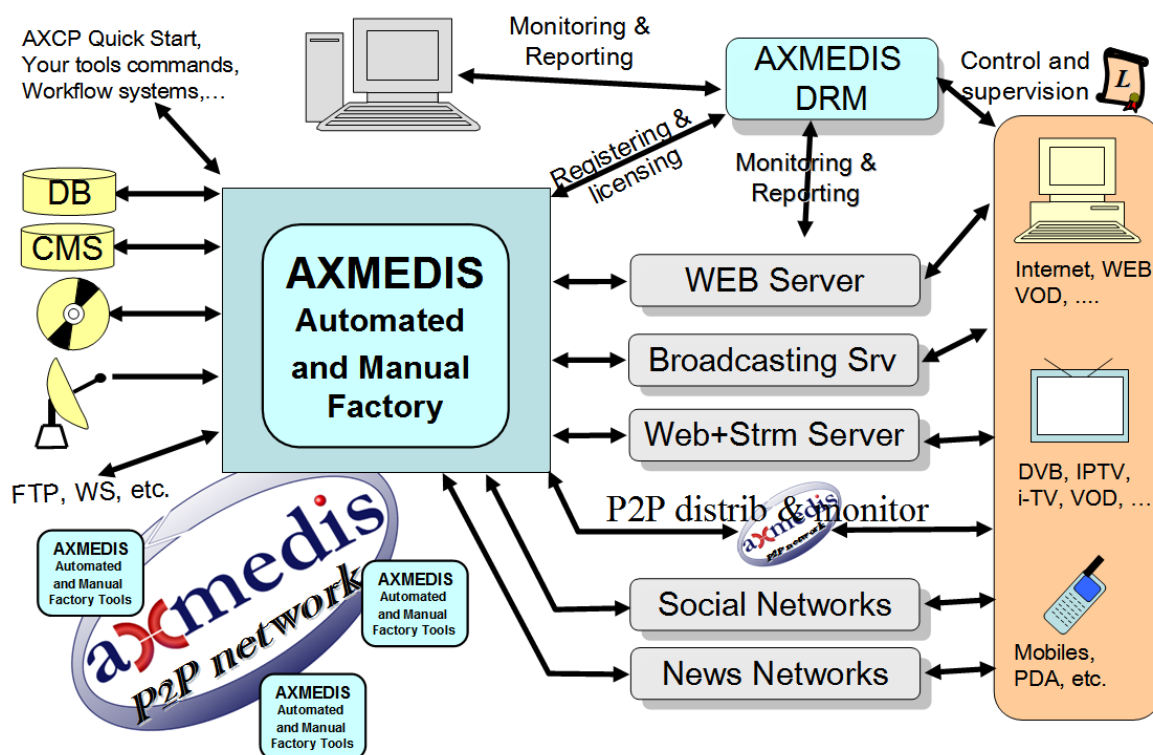 AXCP Quick Start,
Your tools commands,
Workflow systems,...
Monitoring &
Reporting
AXMEDIS
DRM
Control and
supervision
L
Registering &
licensing
Monitoring &
Reporting
DB
CMS
AXMEDIS
Automated
and Manual
Factory
WEB Server
Broadcasting Srv
Web+Strm Server
P2P distrib & monitor
axmedis
P2P network
Social Networks
News Networks
Internet, WEB
VOD, ....
DVB, IPTV,
i-TV, VOD, ...
Mobiles,
PDA, etc.
FTP, WS, etc.
axmedis
P2P network
AXMEDIS
Automated
and Manual
Factory Tools
AXMEDIS
Automated
and Manual
Factory Tools
AXMEDIS
Automated
and Manual
Factory Tools